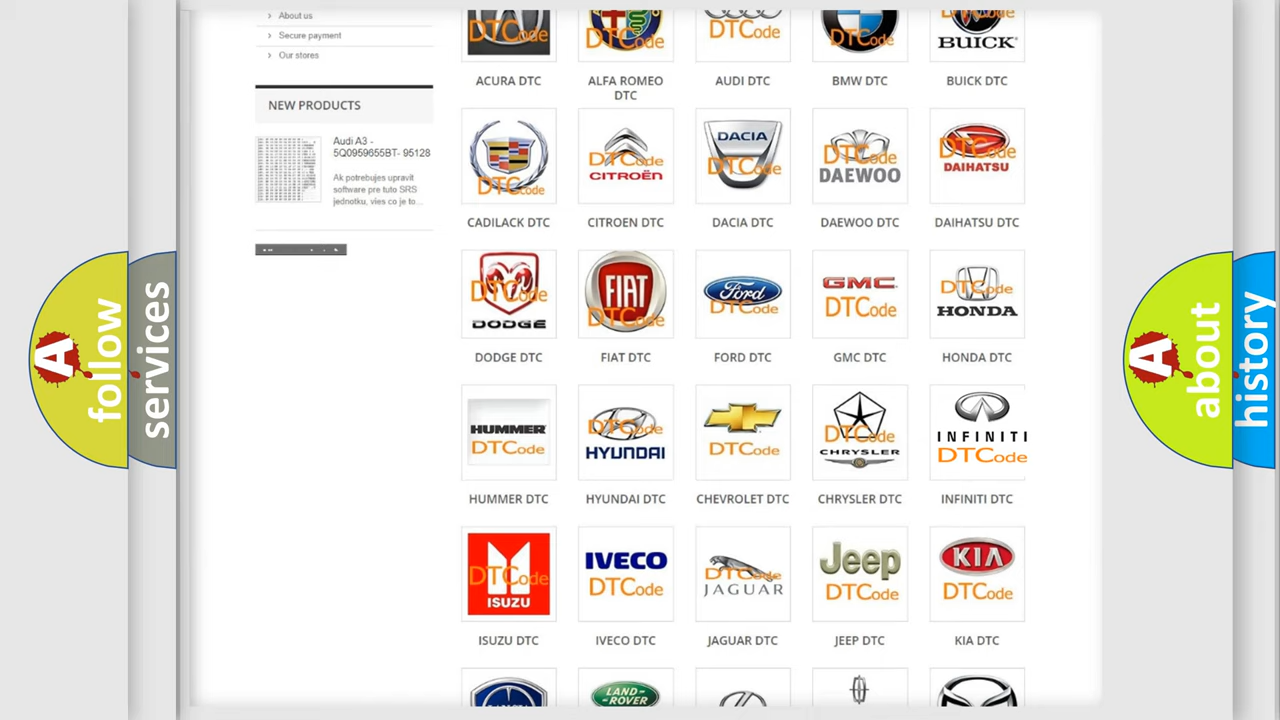 About us
Secure payment
Our stores
NEW PRODUCTS
Audi A3 -
5Q0959655BT- 95128
Ak potrebujes upravit
software pre tuto SRS
jednotku, vies co je to...
DTCode
DTCode
DTCode
DTCode
BUICK
ACURA DTC
ALFA ROMEO
DTC
AUDI DTC
BMW DTC
BUICK DTC
DTCode
DTCode
CITROËN
DACIA
DTCode
DTCode
DAEWOO
DTCode
DAIHATSU
CADILACK DTC
CITROEN DTC
DACIA DTC
DAEWOO DTC
DAIHATSU DTC
DTCode
DODGE
FIAT
DTCode
Ford
DTCode
GMC
DTCode
DTCode
HONDA
DODGE DTC
FIAT DTC
FORD DTC
GMC DTC
HONDA DTC
HUMMER
DTCode
DTCode
HYUNDAI
DTCode
DTCode
CHRYSLER
INFINITI
DTCode
HUMMER DTC
HYUNDAI DTC
CHEVROLET DTC
CHRYSLER DTC
INFINITI DTC
DTCode
ISUZU
IVECO
DTCode
DTCode
JAGUAR
Jeep
DTCode
KIA
DTCode
ISUZU DTC
IVECO DTC
JAGUAR DTC
JEEP DTC
KIA DTC
LAND-
ROVER
A
follow
services
A
about
history